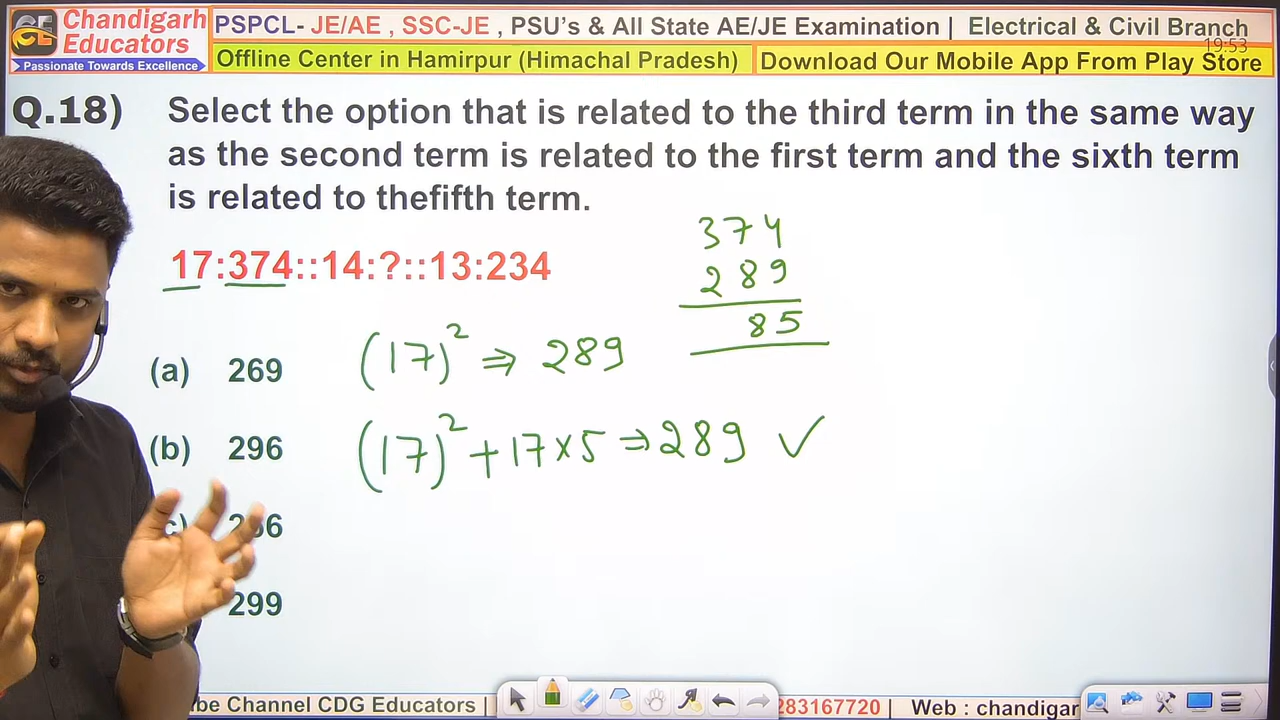 Chandigarh
Educators
Passionate Towards Excellence
PSPCL- JE/AE , SSC-JE , PSU's & All State AE/JE Examination | Electrical & Civil Branch
19:53
Offline Center in Hamirpur (Himachal Pradesh)
Download Our Mobile App From Play Store
Q.18) Select the option that is related to the third term in the same way
as the second term is related to the first term and the sixth term
is related to thefifth term.
17:374::14:?::13:234
374
289
85
(17)² ⇒ 289
(a) 269
(b) 296
(17)² + 17 × 5 ⇒ 289 ✓
299
be Channel CDG Educators |
283167720 | Web : chandigar